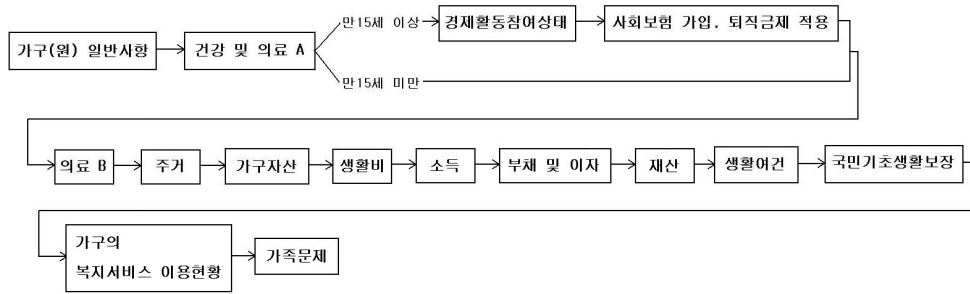 가구(원) 일반사항
건강 및 의료 A
만15세 이상
경제활동참여상태
사회보험 가입. 퇴직금제 적용
만15세 미만
의료 B
주거
가구자산
생활비
소득
부채 및 이자
재산
생활여건
국민기초생활보장
가구의
복지서비스 이용현황
가족문제